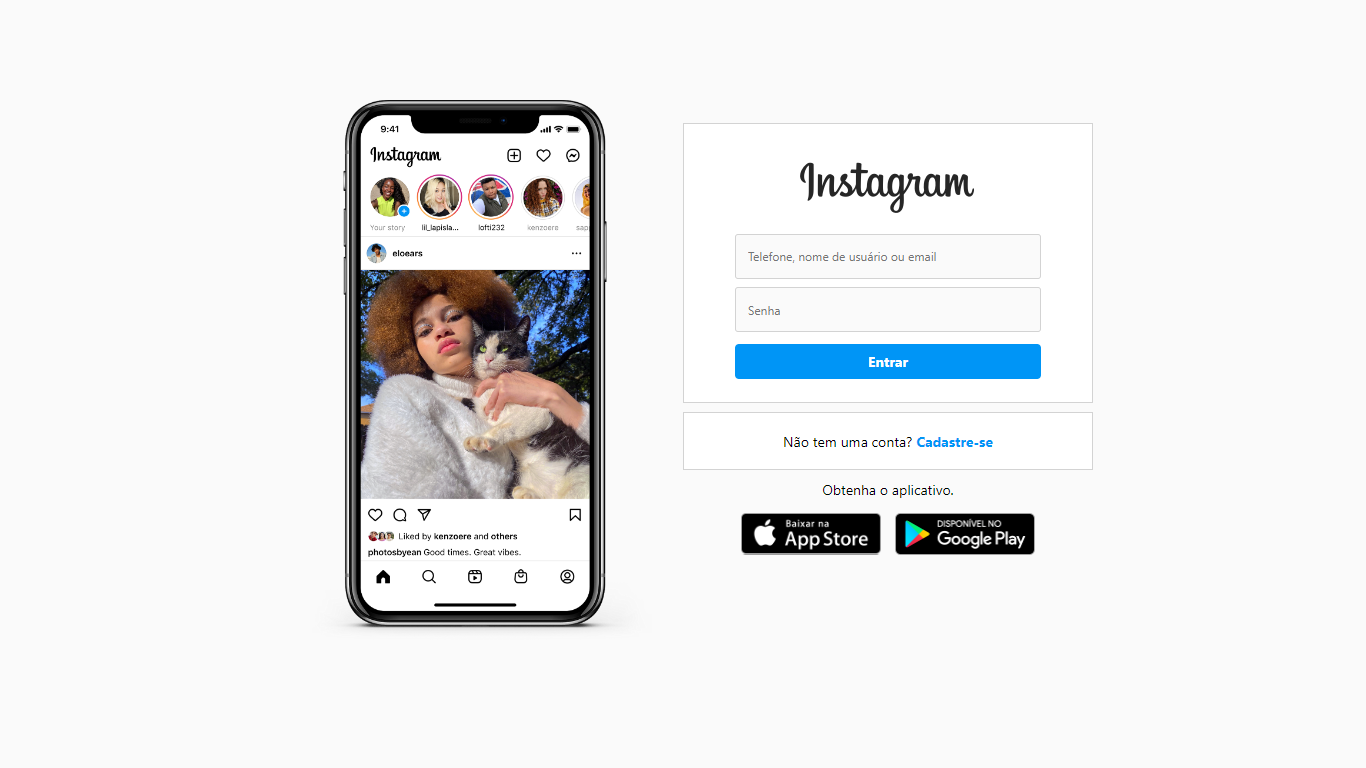 9:41
Instagram
Your story
lil_lapisla...
lofti232
kenzoere
eloears
Liked by kenzoere and others
photosbyean Good times. Great vibes.
Instagram
Telefone, nome de usuário ou email
Senha
Entrar
Não tem uma conta? Cadastre-se
Obtenha o aplicativo.
Baixar na
App Store
DISPONÍVEL NO
Google Play